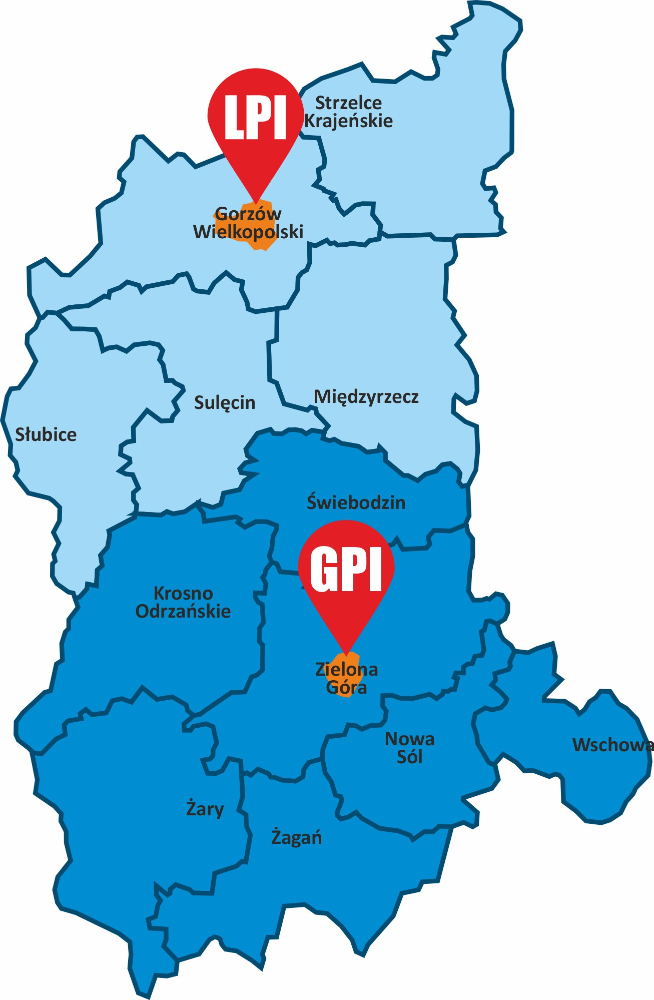 LPI
Strzelce
Krajeńskie
Gorzów
Wielkopolski
Międzyrzecz
Sulęcin
Słubice
Świebodzin
GPI
Krosno
Odrzańskie
Zielona
Góra
Nowa
Sól
Wschowa
Żary
Żagań